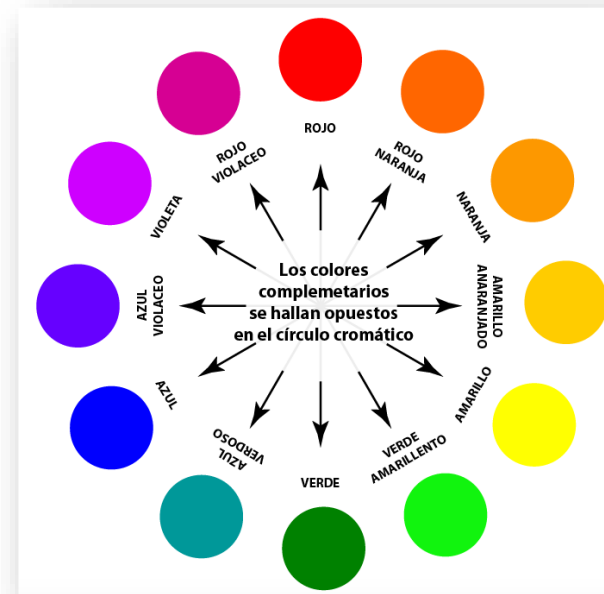 ROJO
ROJO
NARANJA
NARANJA
AMARILLO
ANARANJADO
AMARILLO
VERDE
AMARILLENTO
VERDE
AZUL
VERDOSO
AZUL
AZUL
VIOLACEO
VIOLETA
ROJO
VIOLACEO
Los colores
complemetarios
se hallan opuestos
en el círculo cromático